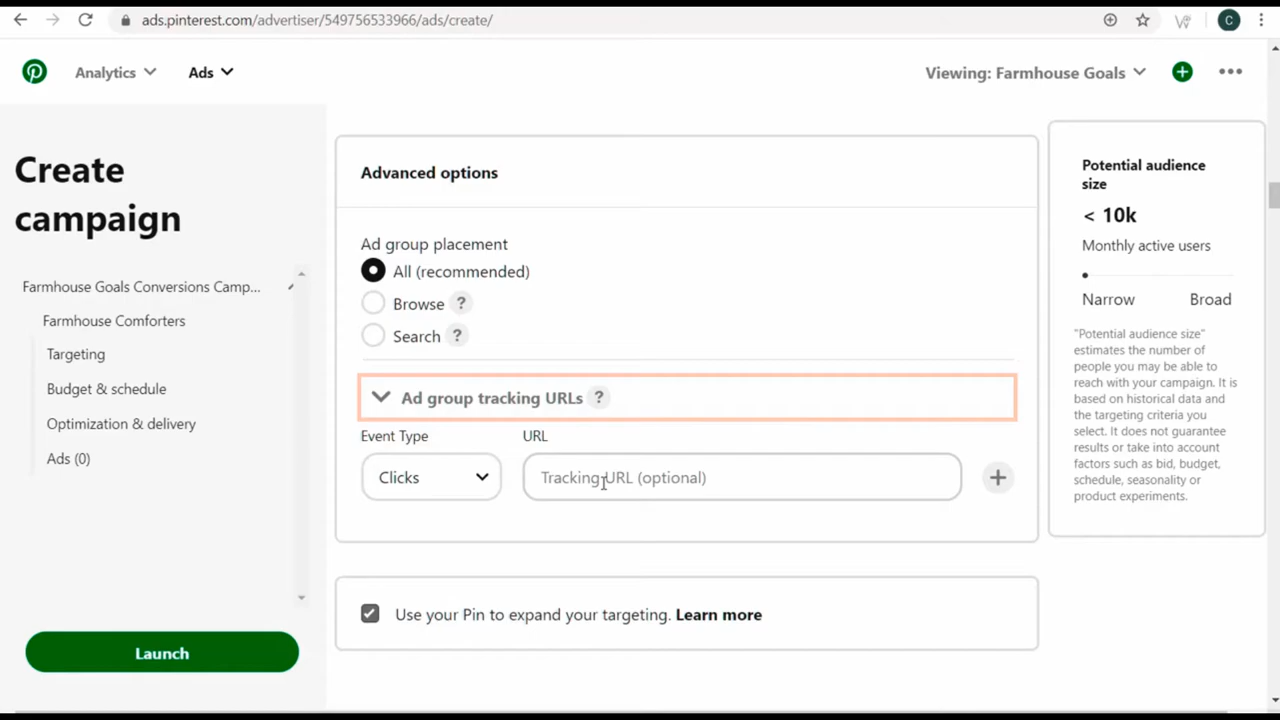 ads.pinterest.com/advertiser/549756533966/ads/create/
C
Analytics
Ads
Viewing: Farmhouse Goals
Create
campaign
Farmhouse Goals Conversions Camp...
Farmhouse Comforters
Targeting
Budget & schedule
Optimization & delivery
Ads (0)
Launch
Advanced options
Ad group placement
All (recommended)
Browse ?
Search ?
Ad group tracking URLs ?
Event Type
URL
Clicks
Tracking URL (optional)
Use your Pin to expand your targeting. Learn more
Potential audience
size
< 10k
Monthly active users
Narrow
Broad
"Potential audience size"
estimates the number of
people you may be able to
reach with your campaign. It is
based on historical data and
the targeting criteria you
select. It does not guarantee
results or take into account
factors such as bid, budget,
schedule, seasonality or
product experiments.